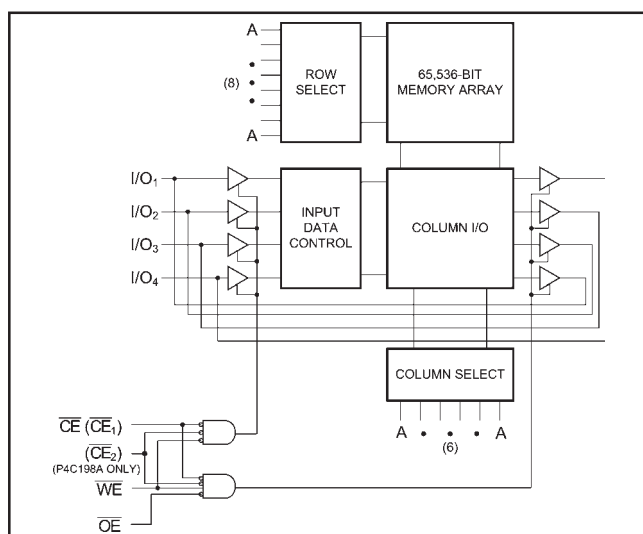 A
(8)
A
ROW
SELECT
65,536-BIT
MEMORY ARRAY
I/O1
I/O2
I/O3
I/O4
INPUT
DATA
CONTROL
COLUMN I/O
COLUMN SELECT
A
A
(6)
CE (CE1)
(CE2)
(P4C198A ONLY)
WE
OE